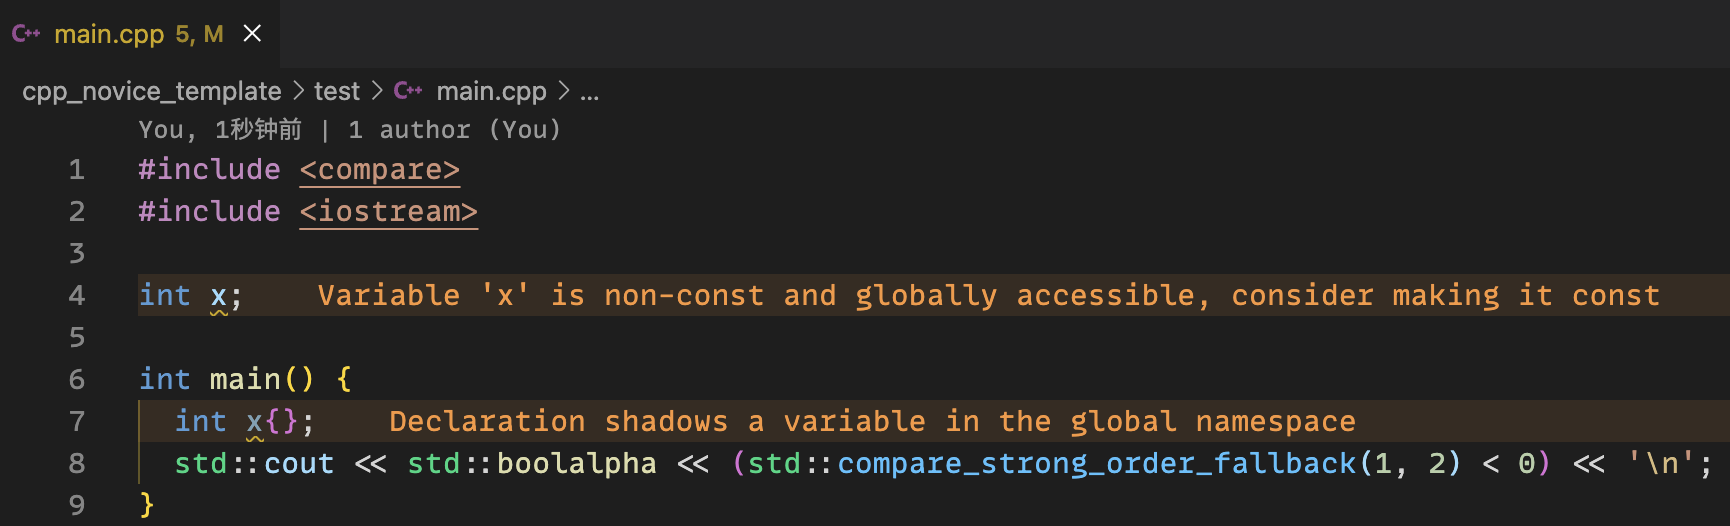 C++ main.cpp 5, M ×
cpp_novice_template > test > C++ main.cpp > ...
You, 1秒钟前 | 1 author (You)
1 #include <compare>
2 #include <iostream>
3
4 int x; Variable 'x' is non-const and globally accessible, consider making it const
5
6 int main() {
7 int x{}; Declaration shadows a variable in the global namespace
8 std::cout << std::boolalpha << (std::compare_strong_order_fallback(1, 2) < 0) << '\n';
9 }